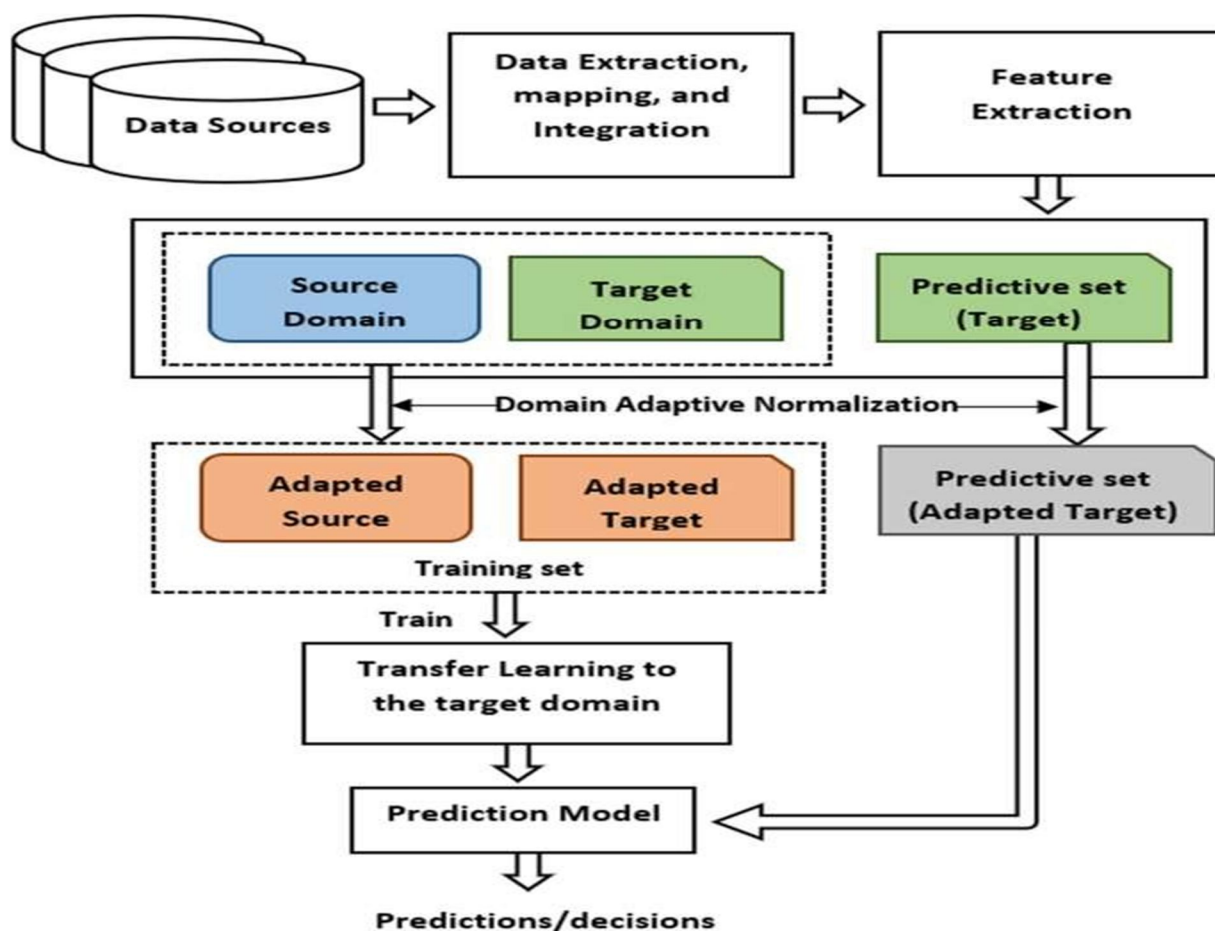 Data Sources
Data Extraction,
mapping, and
Integration
Feature
Extraction
Source
Domain
Target
Domain
Predictive set
(Target)
Domain Adaptive Normalization
Adapted
Source
Adapted
Target
Predictive set
(Adapted Target)
Training set
Train
Transfer Learning to
the target domain
Prediction Model
Predictions/decisions